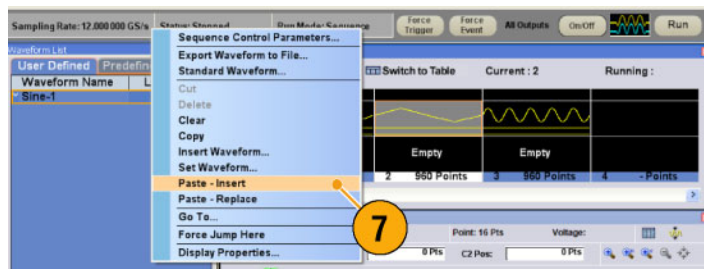 Sampling Rate: 12.000 000 GS/s Status: Stopped Run Mode: Sequence Force Trigger Force Event All Outputs On/Off Run
Waveform List
User Defined Predefin
Waveform Name L
Sine-1
Sequence Control Parameters...
Export Waveform to File...
Standard Waveform...
Cut
Delete
Clear
Copy
Insert Waveform...
Set Waveform...
Paste - Insert
Paste - Replace
Go To...
Force Jump Here
Display Properties...
7
Switch to Table Current : 2 Running :
Empty Empty
2 960 Points 3 960 Points 4 - Points
Point: 16 Pts Voltage:
0 Pts C2 Pos: 0 Pts